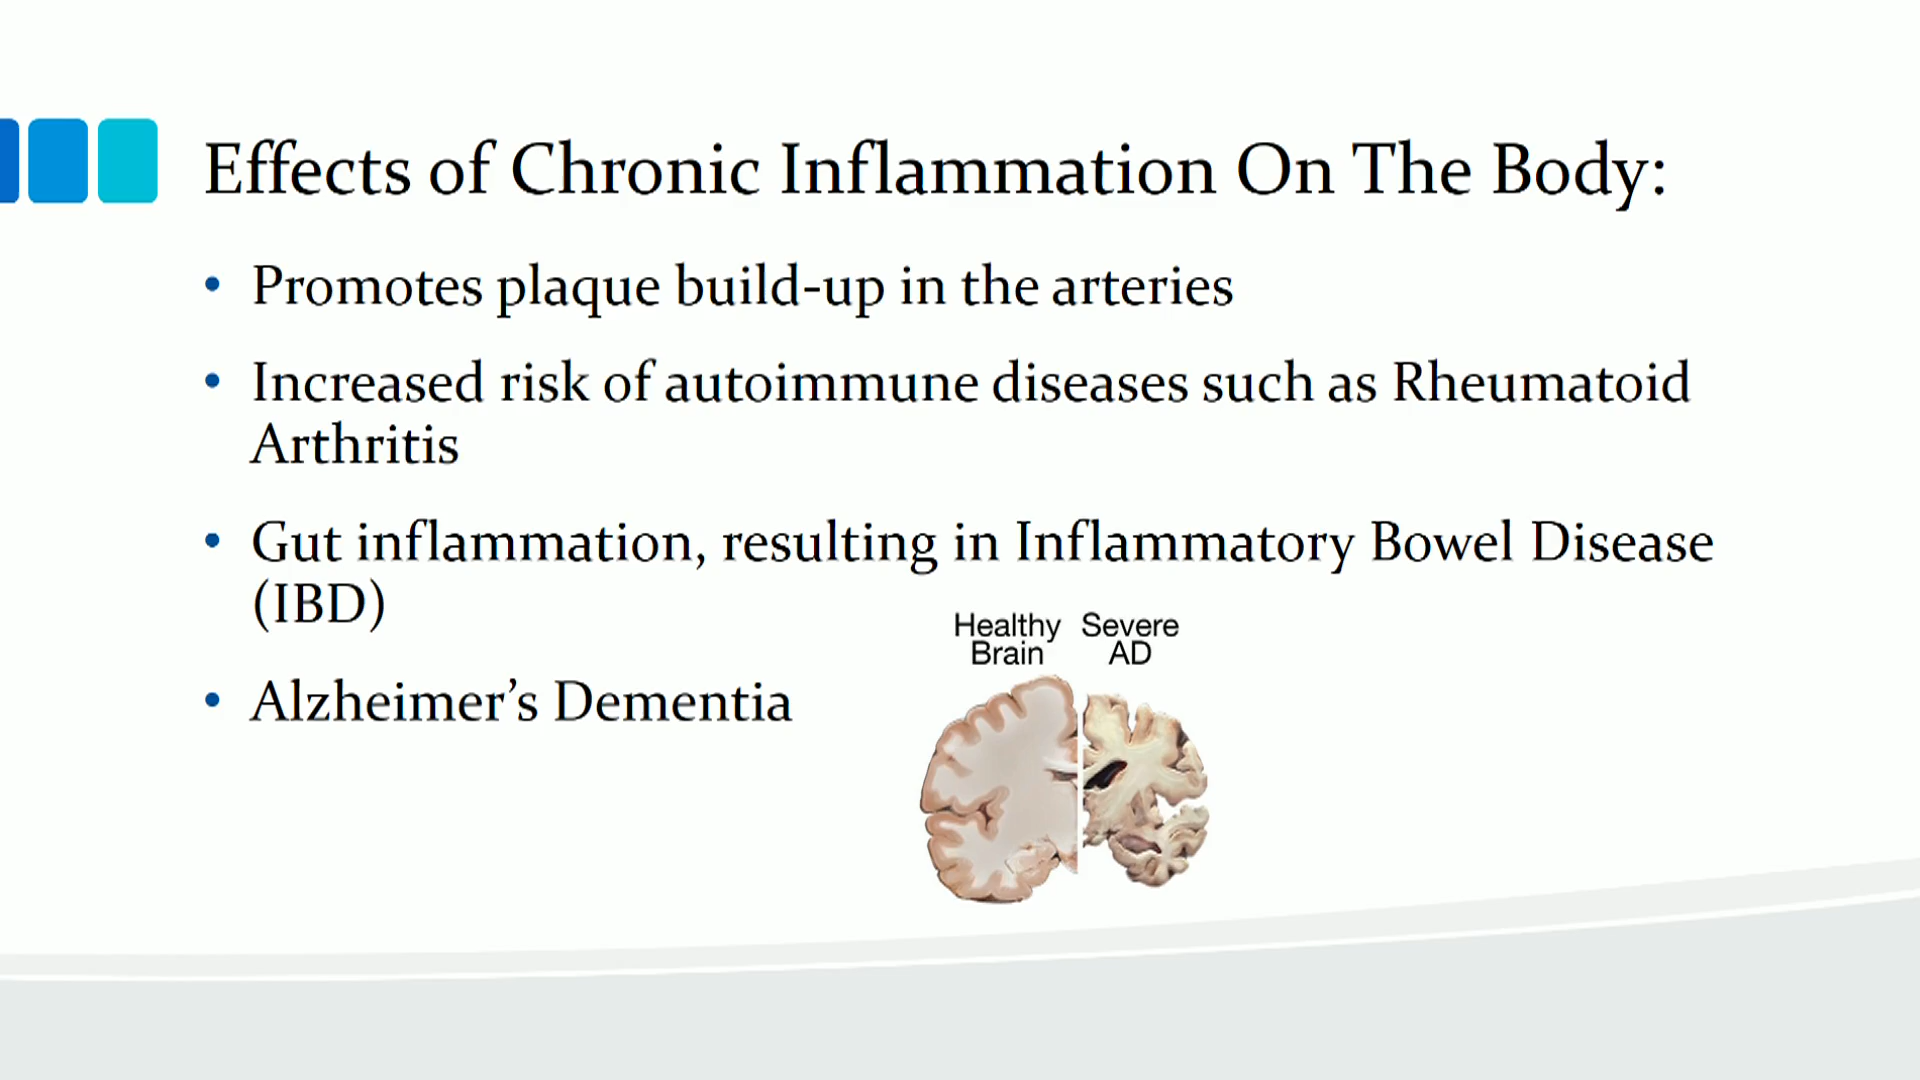 Effects of Chronic Inflammation On The Body:
• Promotes plaque build-up in the arteries
• Increased risk of autoimmune diseases such as Rheumatoid
Arthritis
• Gut inflammation, resulting in Inflammatory Bowel Disease
(IBD)
• Alzheimer’s Dementia
Healthy
Brain
Severe
AD